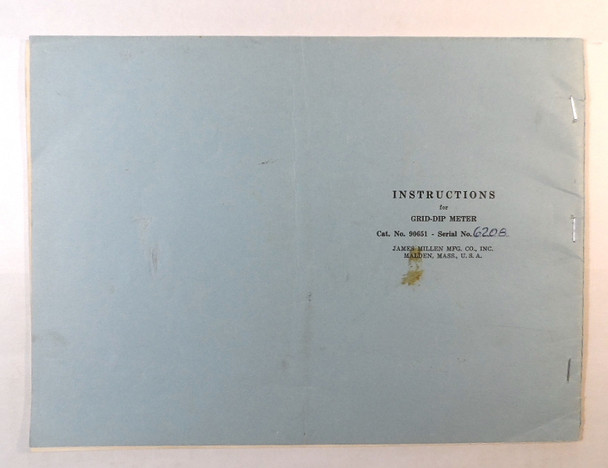 INSTRUCTIONS
for
GRID-DIP METER
Cat. No. 90651 - Serial No. 6208
JAMES MILLEN MFG. CO., INC.
MALDEN, MASS., U. S. A.